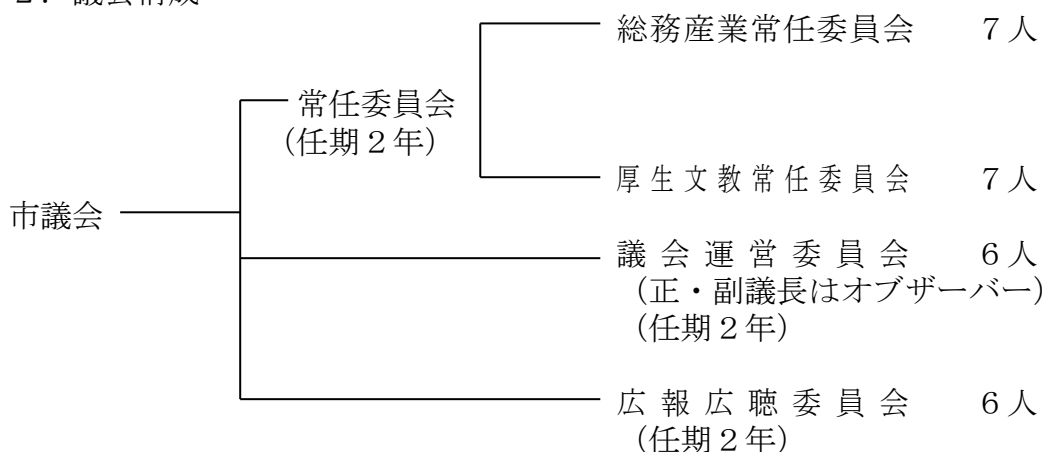 2．議会構成
総務産業常任委員会　７人
常任委員会
（任期２年）
厚生文教常任委員会　７人
市議会
議会運営委員会　６人
（正・副議長はオブザーバー）
（任期２年）
広報広聴委員会　６人
（任期２年）